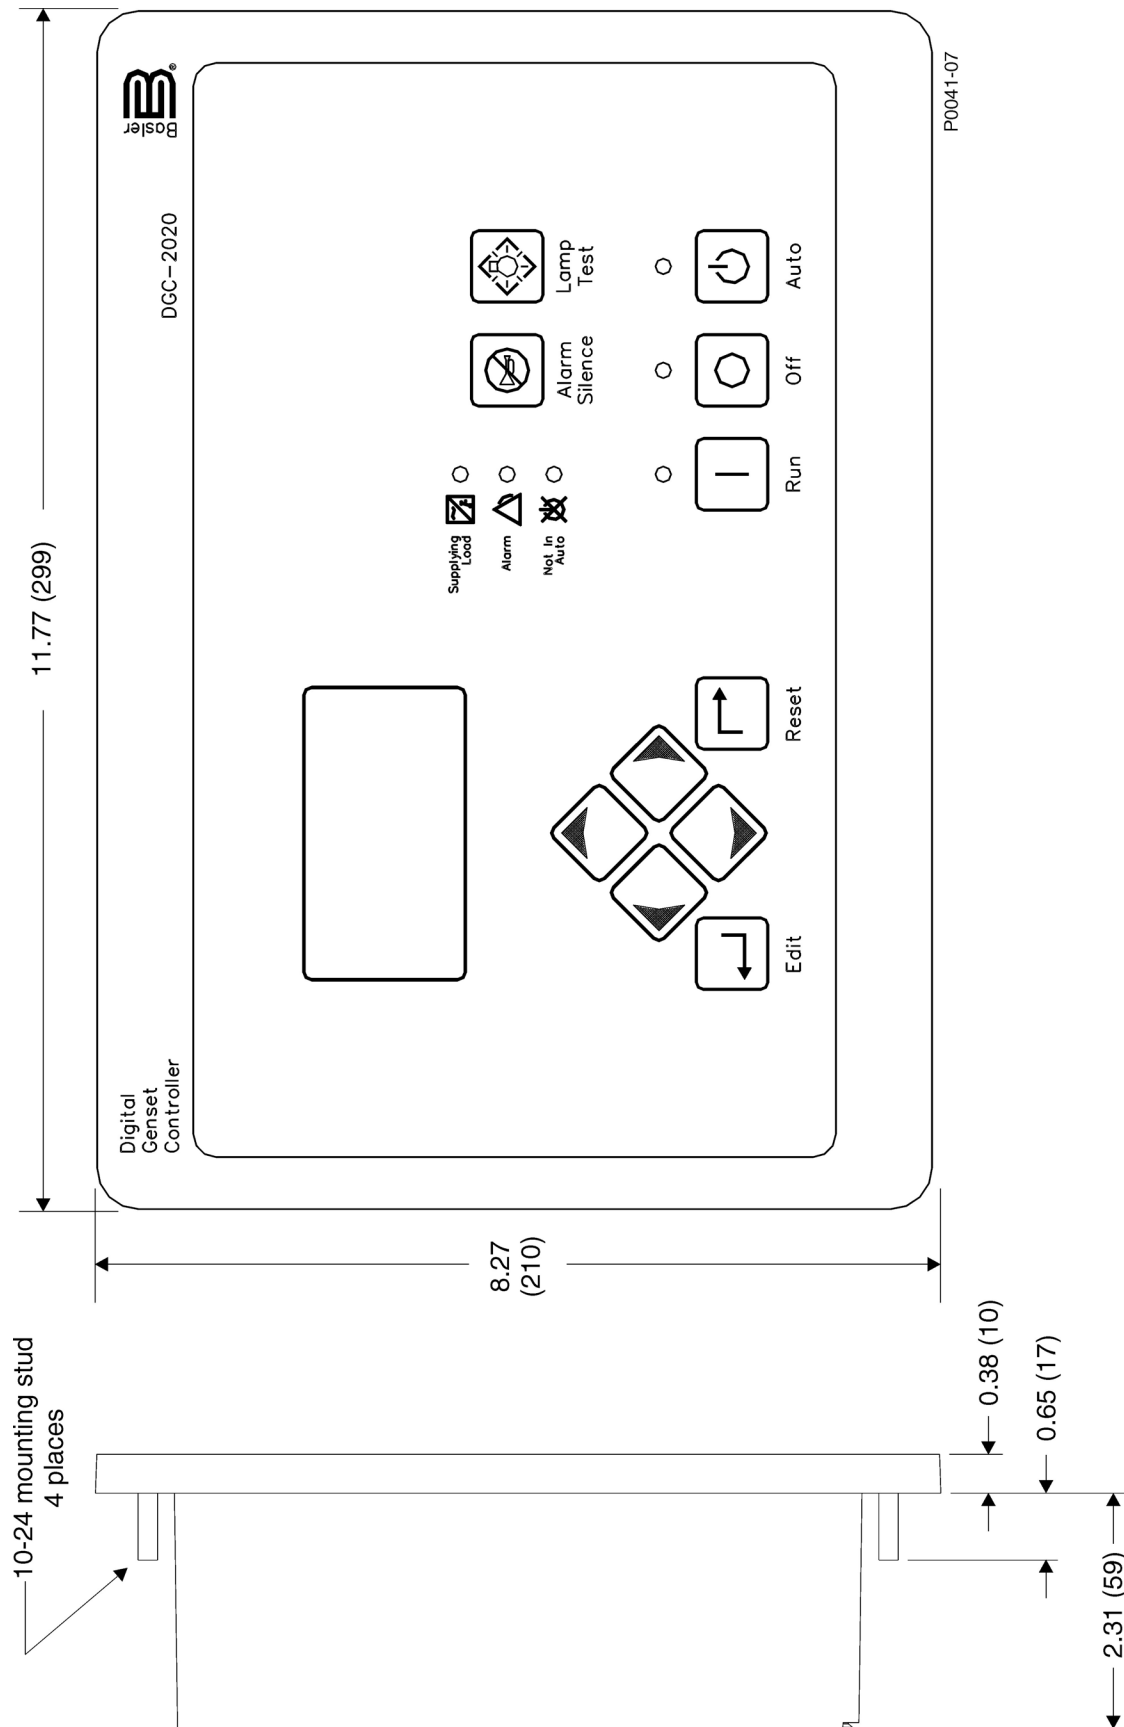 10-24 mounting stud
4 places
2.31 (59)
0.65 (17)
0.38 (10)
8.27
(210)
11.77 (299)
Digital
Genset
Controller
DGC-2020
Basler
®
Supplying
Load
Alarm
Not In
Auto
Alarm
Silence
Lamp
Test
Edit
Reset
Run
Off
Auto
P0041-07